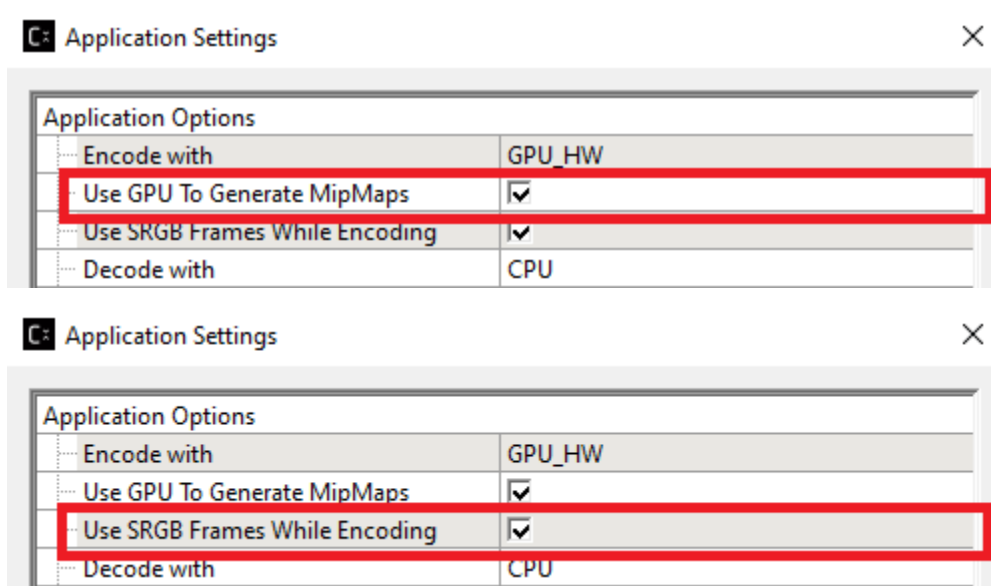 Application Settings
Application Options
Encode with GPU_HW
Use GPU To Generate MipMaps
Use SRGB Frames While Encoding
Decode with CPU
Application Settings
Application Options
Encode with GPU_HW
Use GPU To Generate MipMaps
Use SRGB Frames While Encoding
Decode with CPU